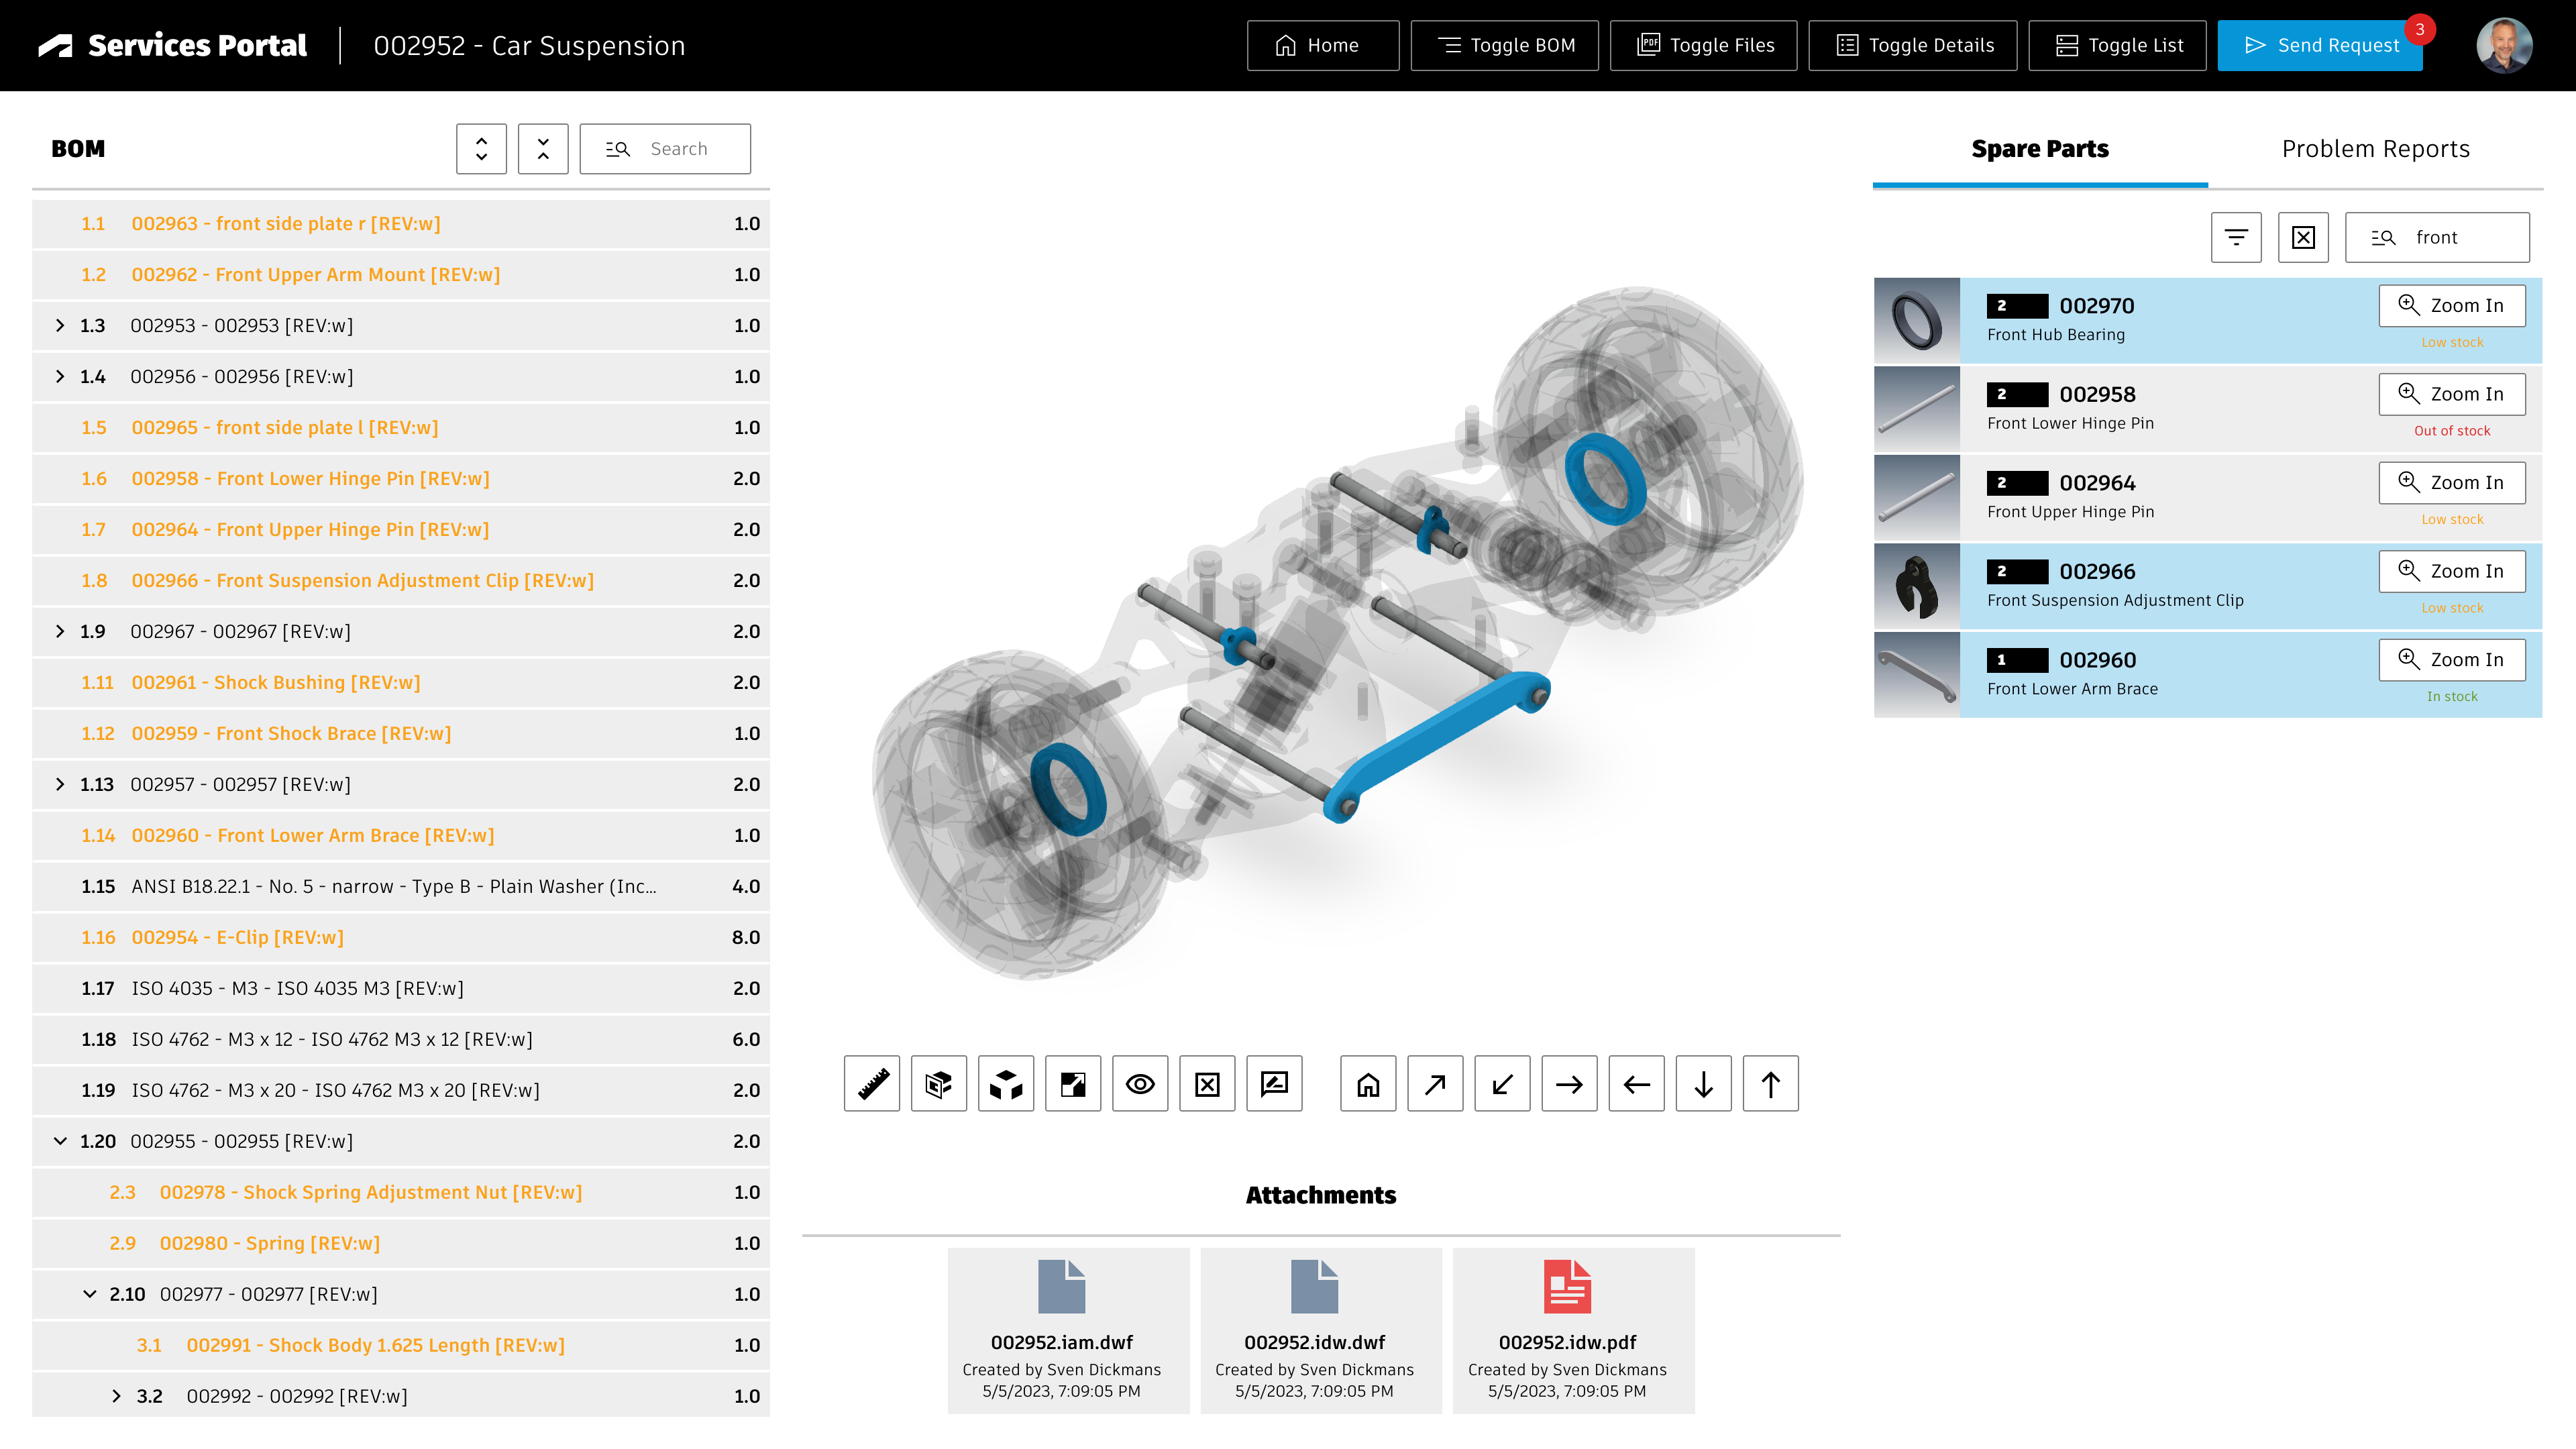 Services Portal
002952 - Car Suspension
Home
Toggle BOM
PDF
Toggle Files
Toggle Details
Toggle List
Send Request
3
BOM
Search
1.1 002963 - front side plate r [REV:w] 1.0
1.2 002962 - Front Upper Arm Mount [REV:w] 1.0
1.3 002953 - 002953 [REV:w] 1.0
1.4 002956 - 002956 [REV:w] 1.0
1.5 002965 - front side plate l [REV:w] 1.0
1.6 002958 - Front Lower Hinge Pin [REV:w] 2.0
1.7 002964 - Front Upper Hinge Pin [REV:w] 2.0
1.8 002966 - Front Suspension Adjustment Clip [REV:w] 2.0
1.9 002967 - 002967 [REV:w] 2.0
1.11 002961 - Shock Bushing [REV:w] 2.0
1.12 002959 - Front Shock Brace [REV:w] 1.0
1.13 002957 - 002957 [REV:w] 2.0
1.14 002960 - Front Lower Arm Brace [REV:w] 1.0
1.15 ANSI B18.22.1 - No. 5 - narrow - Type B - Plain Washer (Inc... 4.0
1.16 002954 - E-Clip [REV:w] 8.0
1.17 ISO 4035 - M3 - ISO 4035 M3 [REV:w] 2.0
1.18 ISO 4762 - M3 x 12 - ISO 4762 M3 x 12 [REV:w] 6.0
1.19 ISO 4762 - M3 x 20 - ISO 4762 M3 x 20 [REV:w] 2.0
1.20 002955 - 002955 [REV:w] 2.0
2.3 002978 - Shock Spring Adjustment Nut [REV:w] 1.0
2.9 002980 - Spring [REV:w] 1.0
2.10 002977 - 002977 [REV:w] 1.0
3.1 002991 - Shock Body 1.625 Length [REV:w] 1.0
3.2 002992 - 002992 [REV:w] 1.0
Attachments
002952.iam.dwf
Created by Sven Dickmans
5/5/2023, 7:09:05 PM
002952.idw.dwf
Created by Sven Dickmans
5/5/2023, 7:09:05 PM
002952.idw.pdf
Created by Sven Dickmans
5/5/2023, 7:09:05 PM
Spare Parts
Problem Reports
front
2 002970
Front Hub Bearing
Zoom In
Low stock
2 002958
Front Lower Hinge Pin
Zoom In
Out of stock
2 002964
Front Upper Hinge Pin
Zoom In
Low stock
2 002966
Front Suspension Adjustment Clip
Zoom In
Low stock
1 002960
Front Lower Arm Brace
Zoom In
In stock